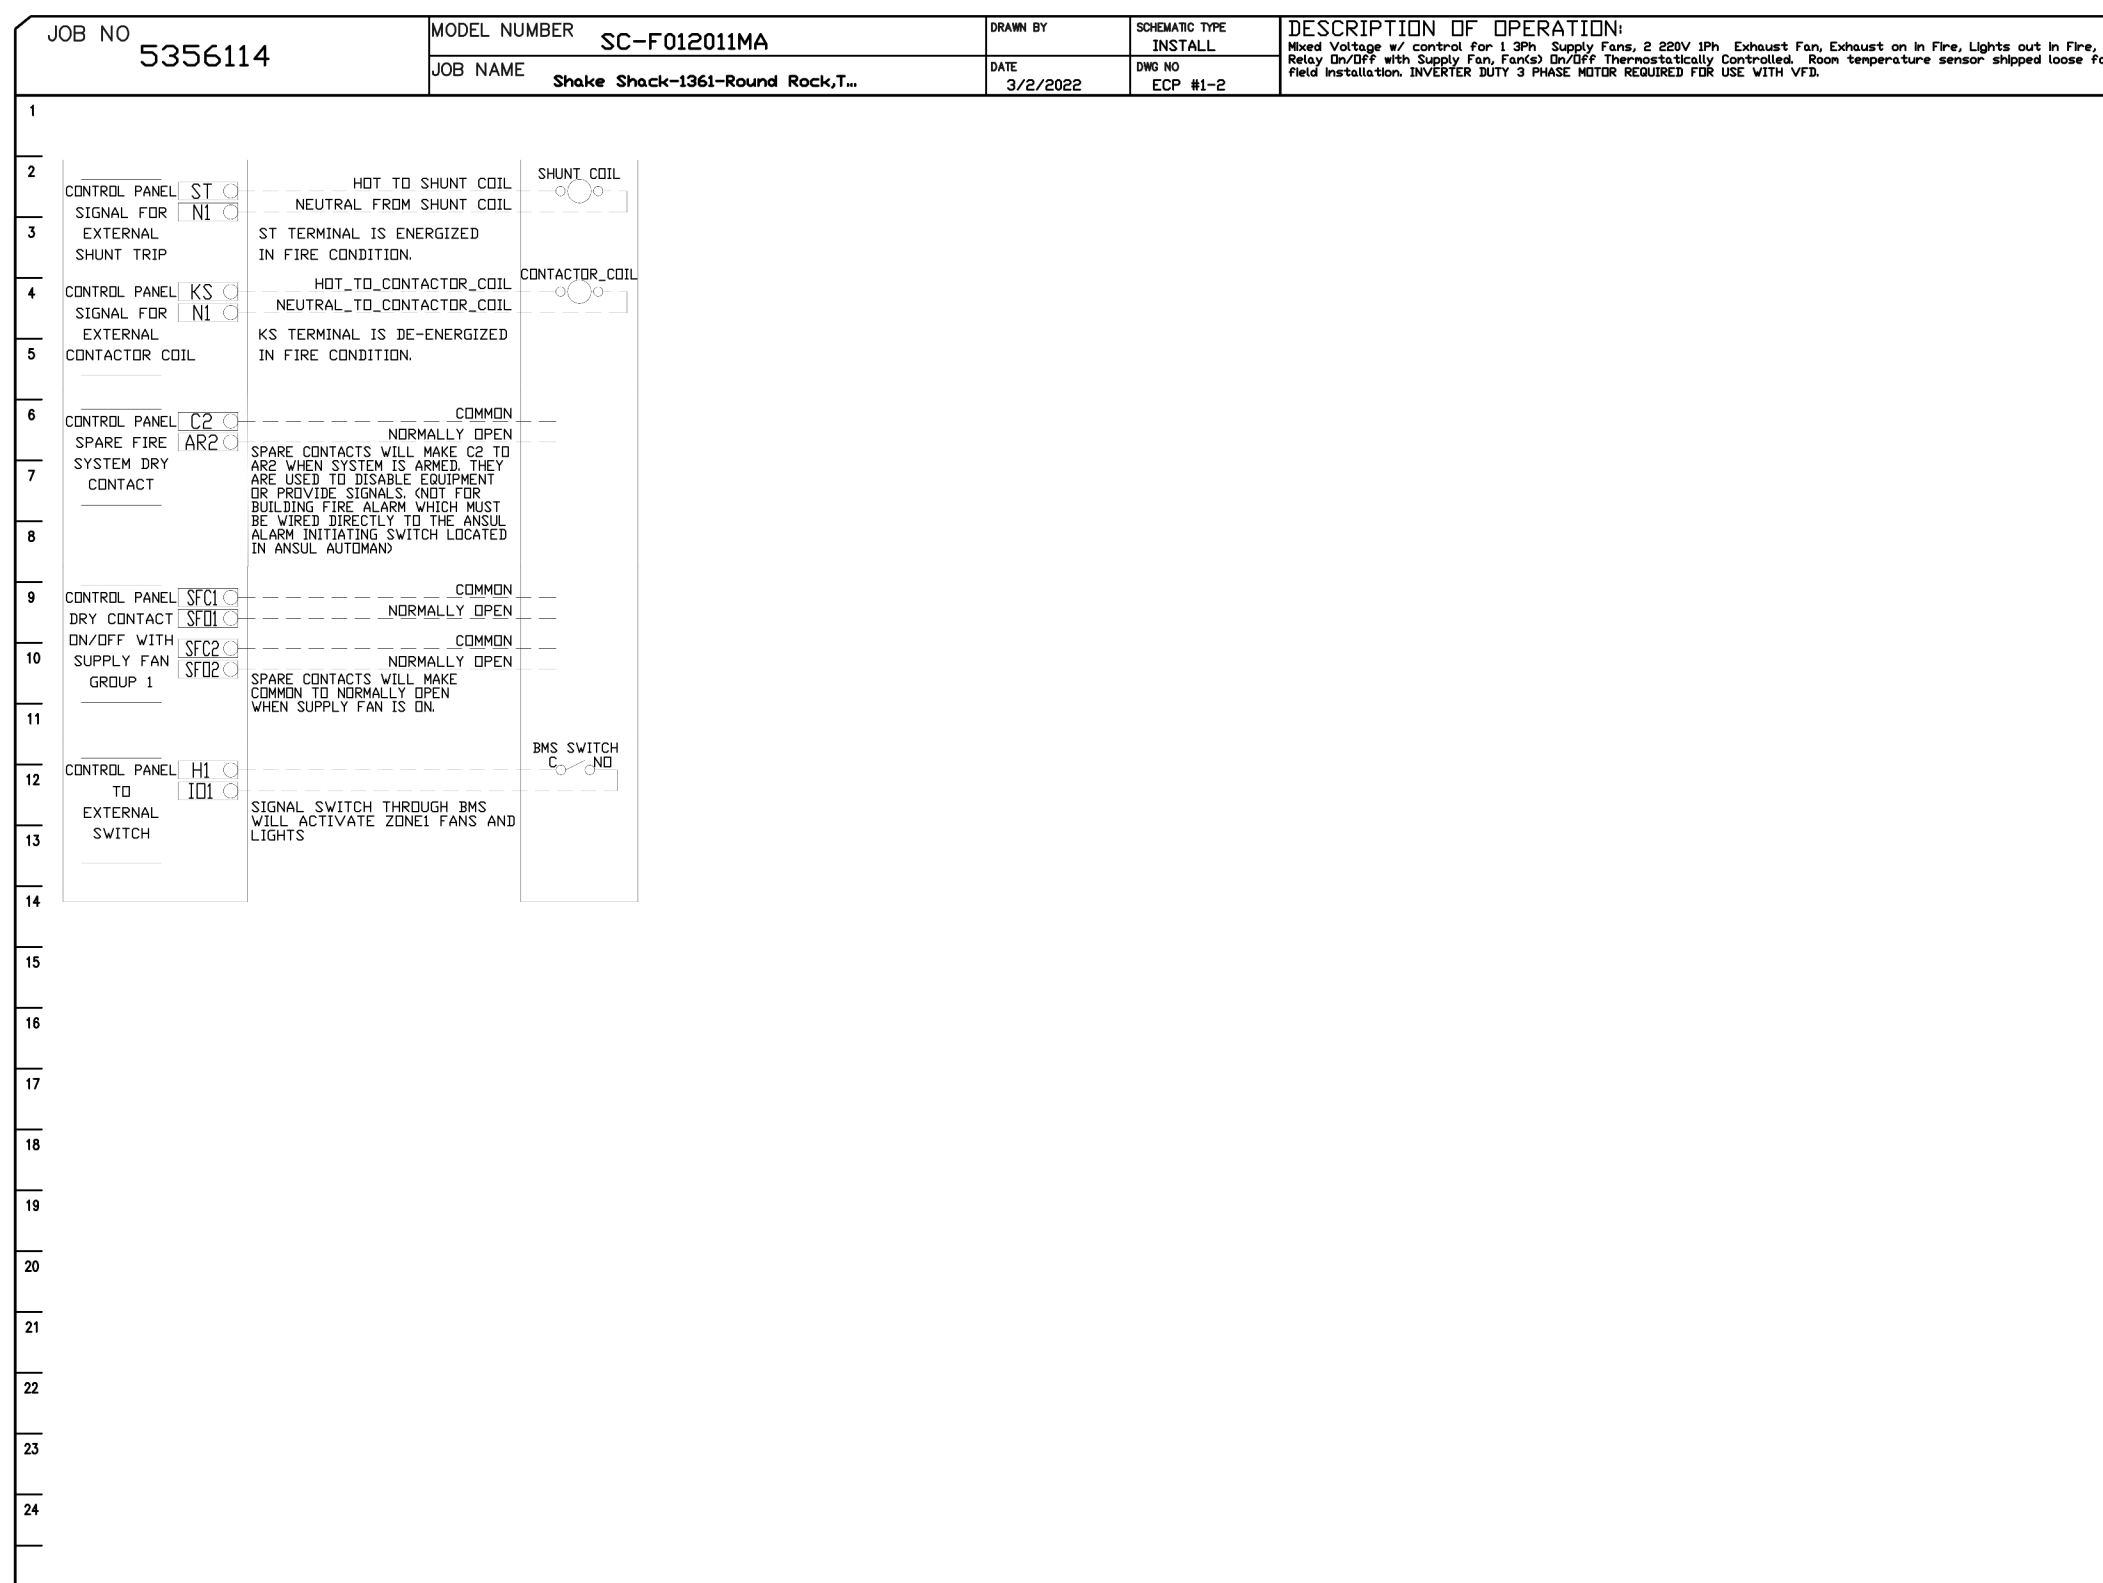 JOB NO
5356114
MODEL NUMBER
SC-F012011MA
JOB NAME
Shake Shack-1361-Round Rock,T...
DRAWN BY
DATE
3/2/2022
SCHEMATIC TYPE
INSTALL
DWG NO
ECP #1-2
DESCRIPTION OF OPERATION:
Mixed Voltage w/ control for 1 3Ph Supply Fans, 2 220V 1Ph Exhaust Fan, Exhaust on in Fire, Lights out in Fire,
Relay On/Off with Supply Fan, Fan(s) On/Off Thermostatically Controlled. Room temperature sensor shipped loose fo
field installation. INVERTER DUTY 3 PHASE MOTOR REQUIRED FOR USE WITH VFD.
1
2
3
4
5
6
7
8
9
10
11
12
13
14
15
16
17
18
19
20
21
22
23
24
CONTROL PANEL
SIGNAL FOR
EXTERNAL
SHUNT TRIP
ST
N1
HOT TO SHUNT COIL
NEUTRAL FROM SHUNT COIL
ST TERMINAL IS ENERGIZED
IN FIRE CONDITION.
SHUNT COIL
CONTROL PANEL
SIGNAL FOR
EXTERNAL
CONTACTOR COIL
KS
N1
HOT_TO_CONTACTOR_COIL
NEUTRAL_TO_CONTACTOR_COIL
KS TERMINAL IS DE-ENERGIZED
IN FIRE CONDITION.
CONTACTOR_COIL
CONTROL PANEL
SPARE FIRE
SYSTEM DRY
CONTACT
C2
AR2
COMMON
NORMALLY OPEN
SPARE CONTACTS WILL MAKE C2 TO
AR2 WHEN SYSTEM IS ARMED. THEY
ARE USED TO DISABLE EQUIPMENT
OR PROVIDE SIGNALS. (NOT FOR
BUILDING FIRE ALARM WHICH MUST
BE WIRED DIRECTLY TO THE ANSUL
ALARM INITIATING SWITCH LOCATED
IN ANSUL AUTOMAN)
CONTROL PANEL
DRY CONTACT
ON/OFF WITH
SUPPLY FAN
GROUP 1
SFC1
SFO1
SFC2
SFO2
COMMON
NORMALLY OPEN
COMMON
NORMALLY OPEN
SPARE CONTACTS WILL MAKE
COMMON TO NORMALLY OPEN
WHEN SUPPLY FAN IS ON.
CONTROL PANEL
TO
EXTERNAL
SWITCH
H1
IO1
BMS SWITCH
C NO
SIGNAL SWITCH THROUGH BMS
WILL ACTIVATE ZONE1 FANS AND
LIGHTS